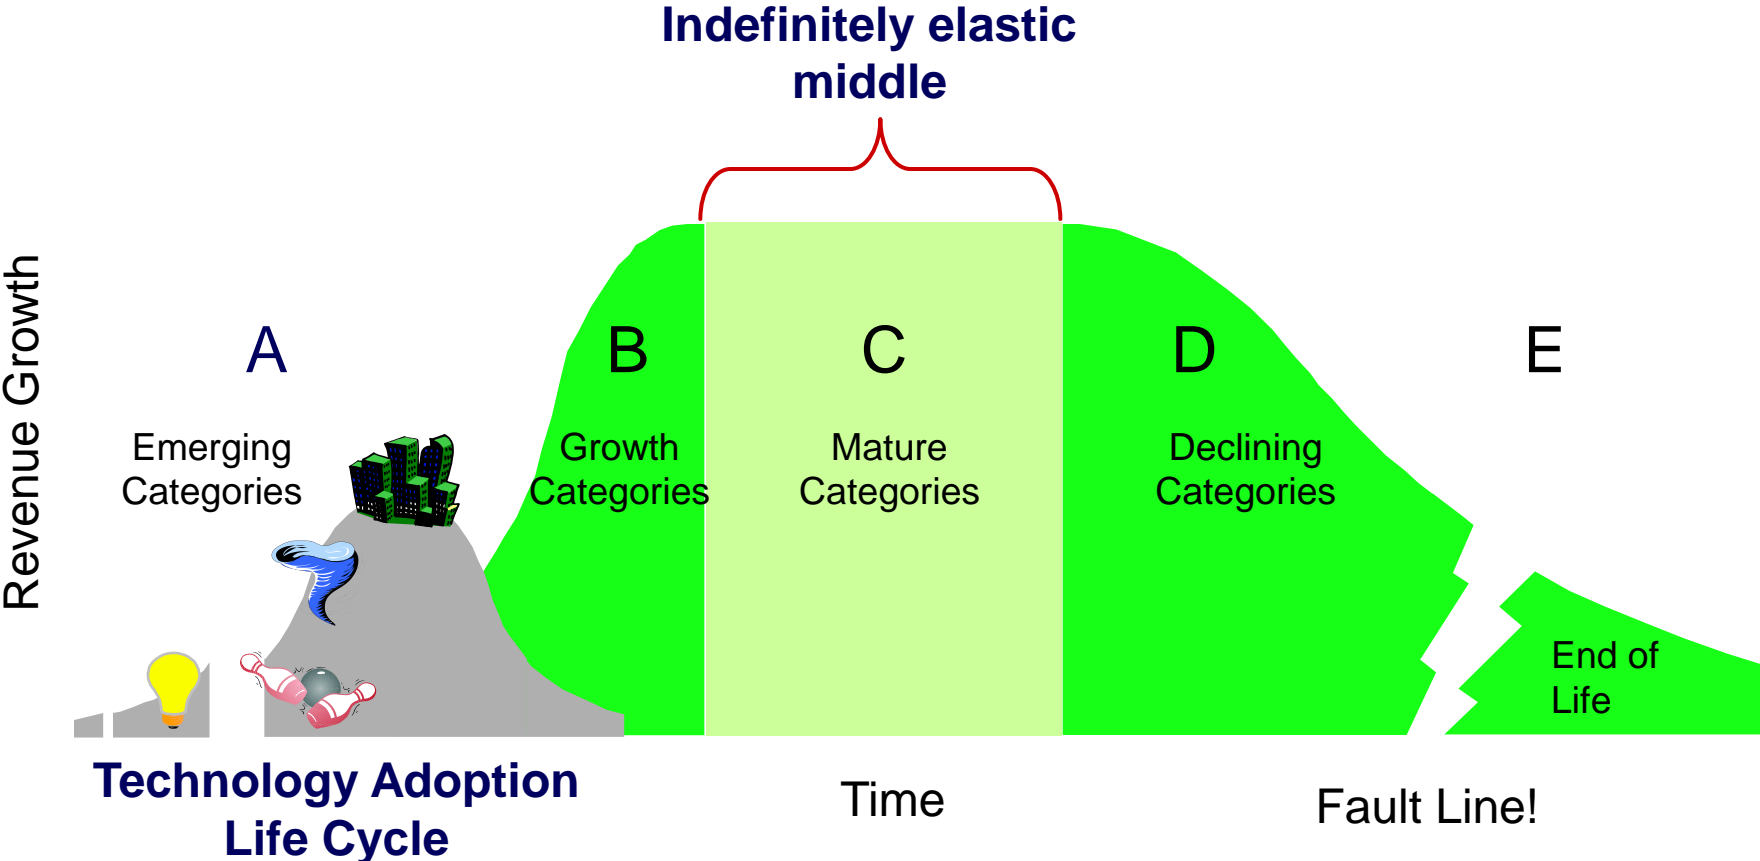 Indefinitely elastic
middle
Revenue Growth
A
B
C
D
E
Emerging
Categories
Growth
Categories
Mature
Categories
Declining
Categories
End of
Life
Technology Adoption
Life Cycle
Time
Fault Line!